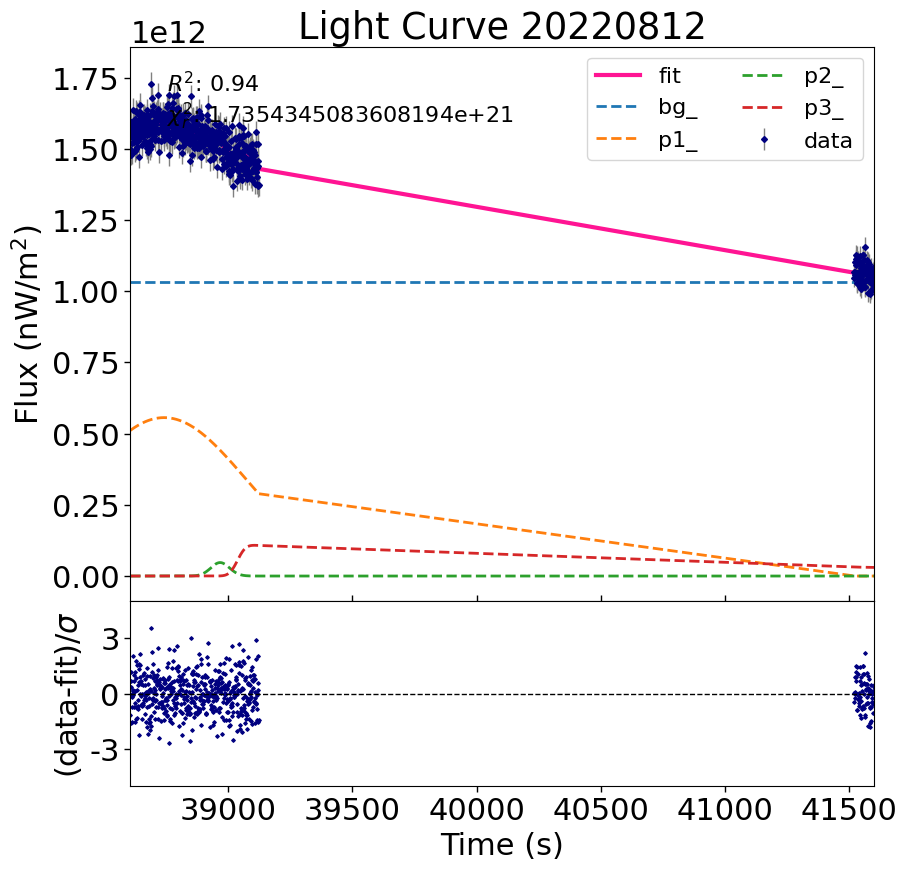 Light Curve 20220812
1e12
R²: 0.94
1.7354345083608194e+21
fit
bg_
p1_
p2_
p3_
data
1.75
1.50
1.25
1.00
0.75
0.50
0.25
0.00
Flux (nW/m²)
3
0
-3
(data-fit)/σ
39000 39500 40000 40500 41000 41500
Time (s)